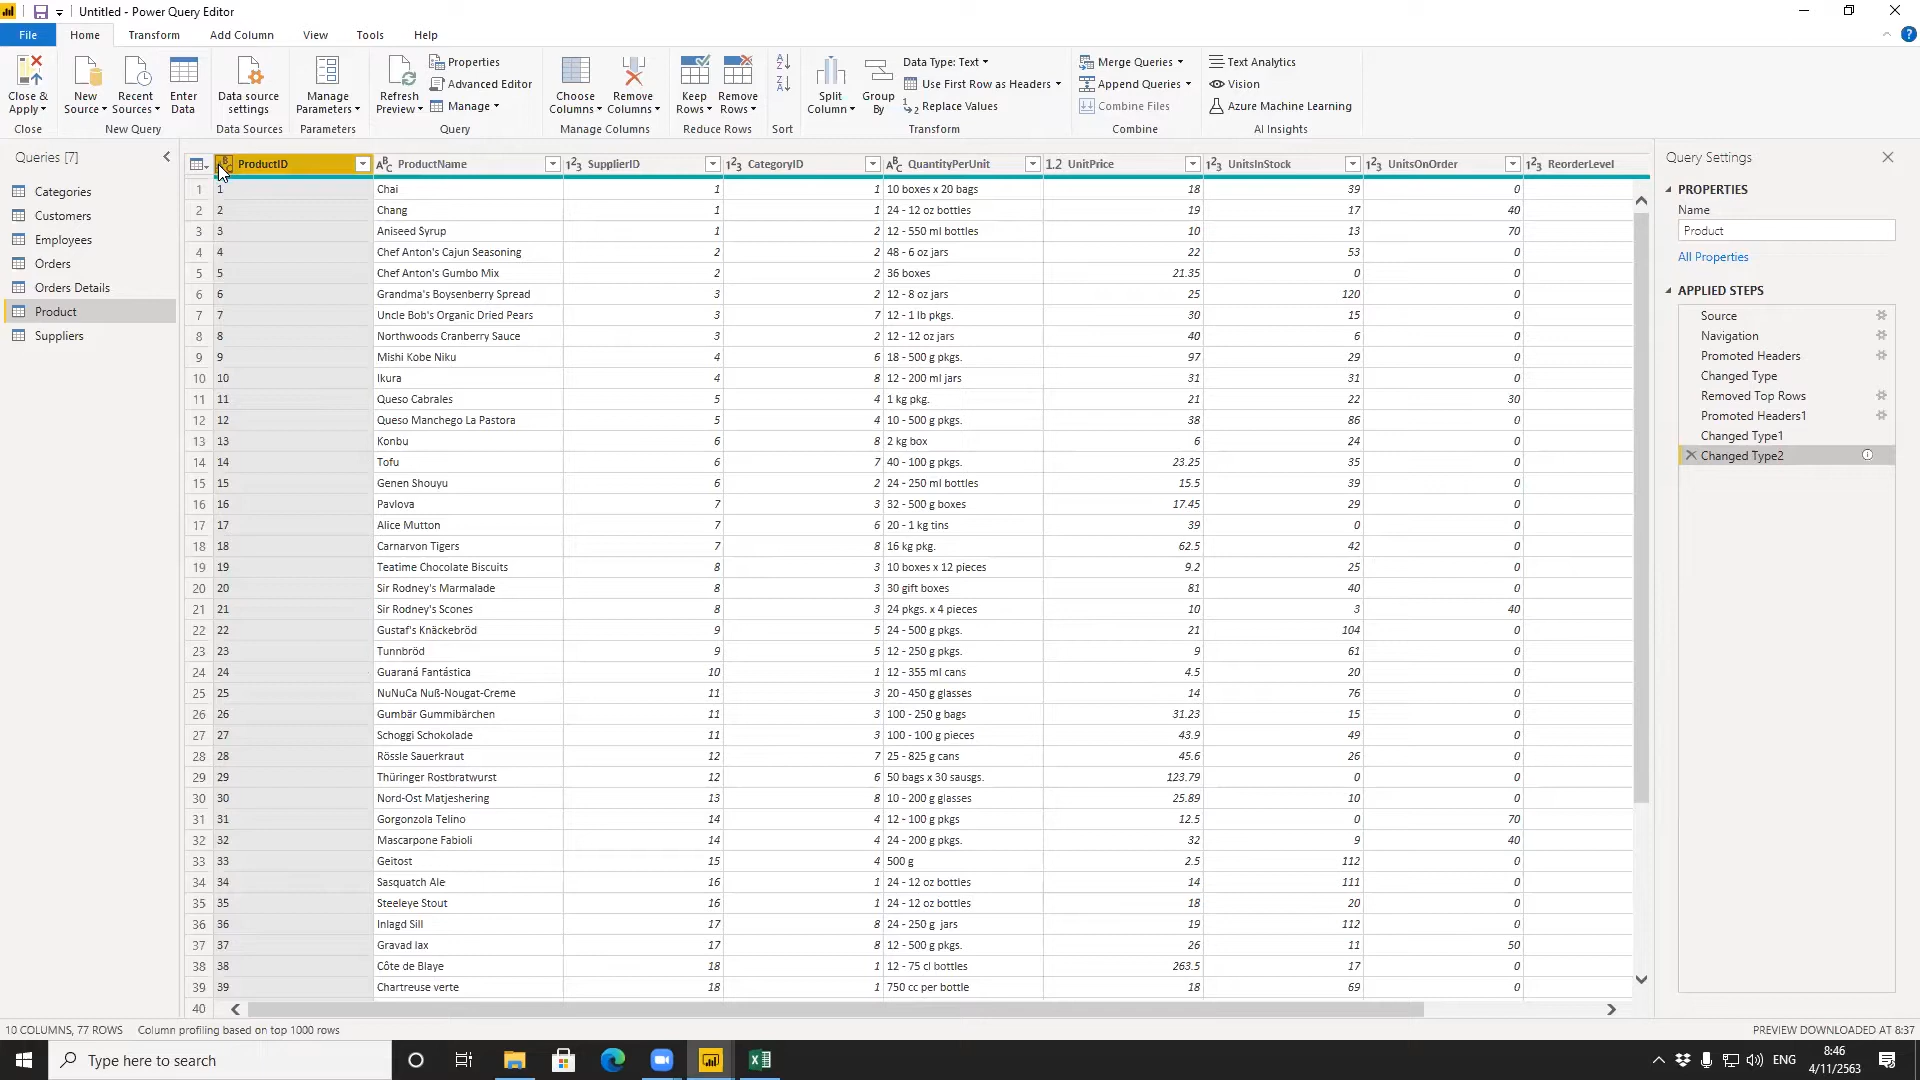 Untitled - Power Query Editor
File Home Transform Add Column View Tools Help
Close & Apply
New Source
Recent Sources
Enter Data
Data source settings
Manage Parameters
Refresh Preview
Properties
Advanced Editor
Manage
Choose Columns
Remove Columns
Keep Rows
Remove Rows
Split Column
Group By
Data Type: Text
Use First Row as Headers
Replace Values
Merge Queries
Append Queries
Combine Files
Text Analytics
Vision
Azure Machine Learning
Close New Query Data Sources Parameters Query Manage Columns Reduce Rows Sort Transform Combine AI Insights
Queries [7]
Categories
Customers
Employees
Orders
Orders Details
Product
Suppliers
ProductID ABC ProductName 123 SupplierID 123 CategoryID ABC QuantityPerUnit 1.2 UnitPrice 123 UnitsInStock 123 UnitsOnOrder 123 ReorderLevel
1 1 Chai 1 1 10 boxes x 20 bags 18 39 0
2 2 Chang 1 1 24 - 12 oz bottles 19 17 40
3 3 Aniseed Syrup 1 2 12 - 550 ml bottles 10 13 70
4 4 Chef Anton's Cajun Seasoning 2 2 48 - 6 oz jars 22 53 0
5 5 Chef Anton's Gumbo Mix 2 2 36 boxes 21.35 0 0
6 6 Grandma's Boysenberry Spread 3 2 12 - 8 oz jars 25 120 0
7 7 Uncle Bob's Organic Dried Pears 3 7 12 - 1 lb pkgs. 30 15 0
8 8 Northwoods Cranberry Sauce 3 2 12 - 12 oz jars 40 6 0
9 9 Mishi Kobe Niku 4 6 18 - 500 g pkgs. 97 29 0
10 10 Ikura 4 8 12 - 200 ml jars 31 31 0
11 11 Queso Cabrales 5 4 1 kg pkg. 21 22 30
12 12 Queso Manchego La Pastora 5 4 10 - 500 g pkgs. 38 86 0
13 13 Konbu 6 8 2 kg box 6 24 0
14 14 Tofu 6 7 40 - 100 g pkgs. 23.25 35 0
15 15 Genen Shouyu 6 2 24 - 250 ml bottles 15.5 39 0
16 16 Pavlova 7 3 32 - 500 g boxes 17.45 29 0
17 17 Alice Mutton 7 6 20 - 1 kg tins 39 0 0
18 18 Carnarvon Tigers 7 8 16 kg pkg. 62.5 42 0
19 19 Teatime Chocolate Biscuits 8 3 10 boxes x 12 pieces 9.2 25 0
20 20 Sir Rodney's Marmalade 8 3 30 gift boxes 81 40 0
21 21 Sir Rodney's Scones 8 3 24 pkgs. x 4 pieces 10 3 40
22 22 Gustaf's Knäckebröd 9 5 24 - 500 g pkgs. 21 104 0
23 23 Tunnbröd 9 5 12 - 250 g pkgs. 9 61 0
24 24 Guaraná Fantástica 10 1 12 - 355 ml cans 4.5 20 0
25 25 NuNuCa Nuß-Nougat-Creme 11 3 20 - 450 g glasses 14 76 0
26 26 Gumbär Gummibärchen 11 3 100 - 250 g bags 31.23 15 0
27 27 Schoggi Schokolade 11 3 100 - 100 g pieces 43.9 49 0
28 28 Rössle Sauerkraut 12 7 25 - 825 g cans 45.6 26 0
29 29 Thüringer Rostbratwurst 12 6 50 bags x 30 sausgs. 123.79 0 0
30 30 Nord-Ost Matjeshering 13 8 10 - 200 g glasses 25.89 10 0
31 31 Gorgonzola Telino 14 4 12 - 100 g pkgs 12.5 0 70
32 32 Mascarpone Fabioli 14 4 24 - 200 g pkgs. 32 9 40
33 33 Geitost 15 4 500 g 2.5 112 0
34 34 Sasquatch Ale 16 1 24 - 12 oz bottles 14 111 0
35 35 Steeleye Stout 16 1 24 - 12 oz bottles 18 20 0
36 36 Inlagd Sill 17 8 24 - 250 g  jars 19 112 0
37 37 Gravad lax 17 8 12 - 500 g pkgs. 26 11 50
38 38 Côte de Blaye 18 1 12 - 75 cl bottles 263.5 17 0
39 39 Chartreuse verte 18 1 750 cc per bottle 18 69 0
40
Query Settings
PROPERTIES
Name
Product
All Properties
APPLIED STEPS
Source
Navigation
Promoted Headers
Changed Type
Removed Top Rows
Promoted Headers1
Changed Type1
Changed Type2
10 COLUMNS, 77 ROWS Column profiling based on top 1000 rows
PREVIEW DOWNLOADED AT 8:37
Type here to search
ENG
8:46
4/11/2563